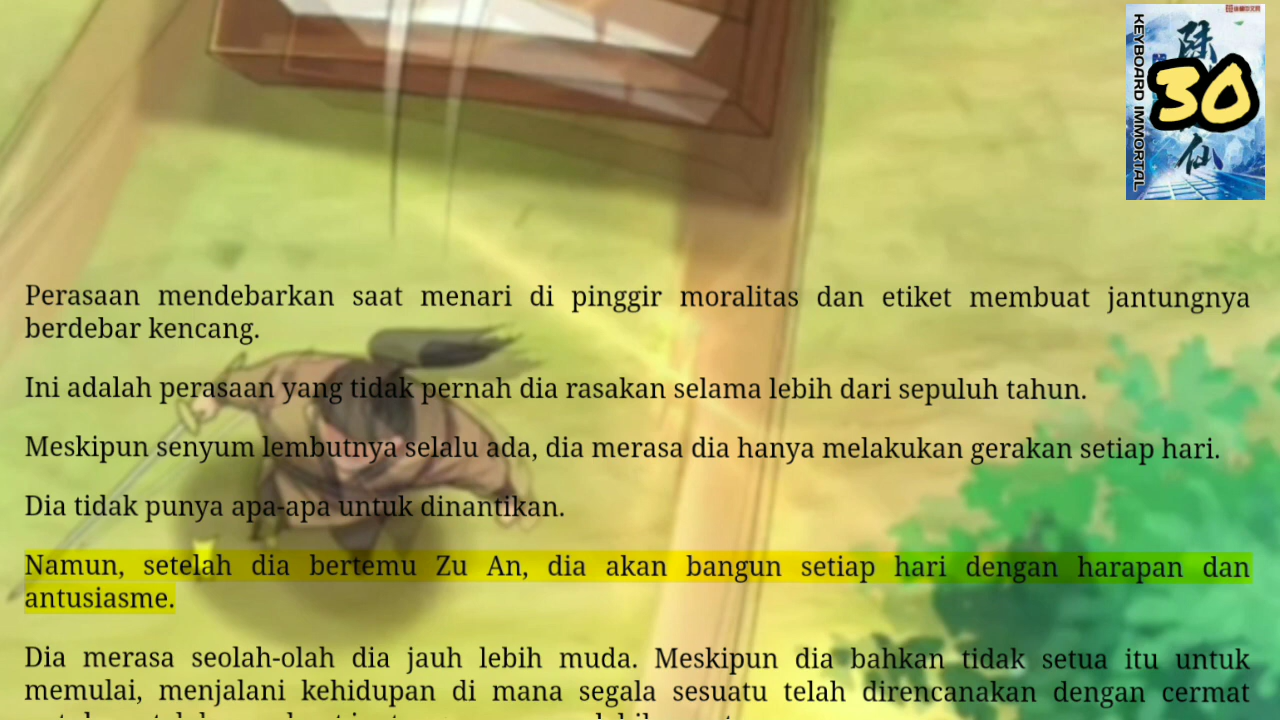 KEYBOARD IMMORTAL
30
仙
Perasaan mendebarkan saat menari di pinggir moralitas dan etiket membuat jantungnya
berdebar kencang.
Ini adalah perasaan yang tidak pernah dia rasakan selama lebih dari sepuluh tahun.
Meskipun senyum lembutnya selalu ada, dia merasa dia hanya melakukan gerakan setiap hari.
Dia tidak punya apa-apa untuk dinantikan.
Namun, setelah dia bertemu Zu An, dia akan bangun setiap hari dengan harapan dan
antusiasme.
Dia merasa seolah-olah dia jauh lebih muda. Meskipun dia bahkan tidak setua itu untuk
memulai, menjalani kehidupan di mana segala sesuatu telah direncanakan dengan cermat